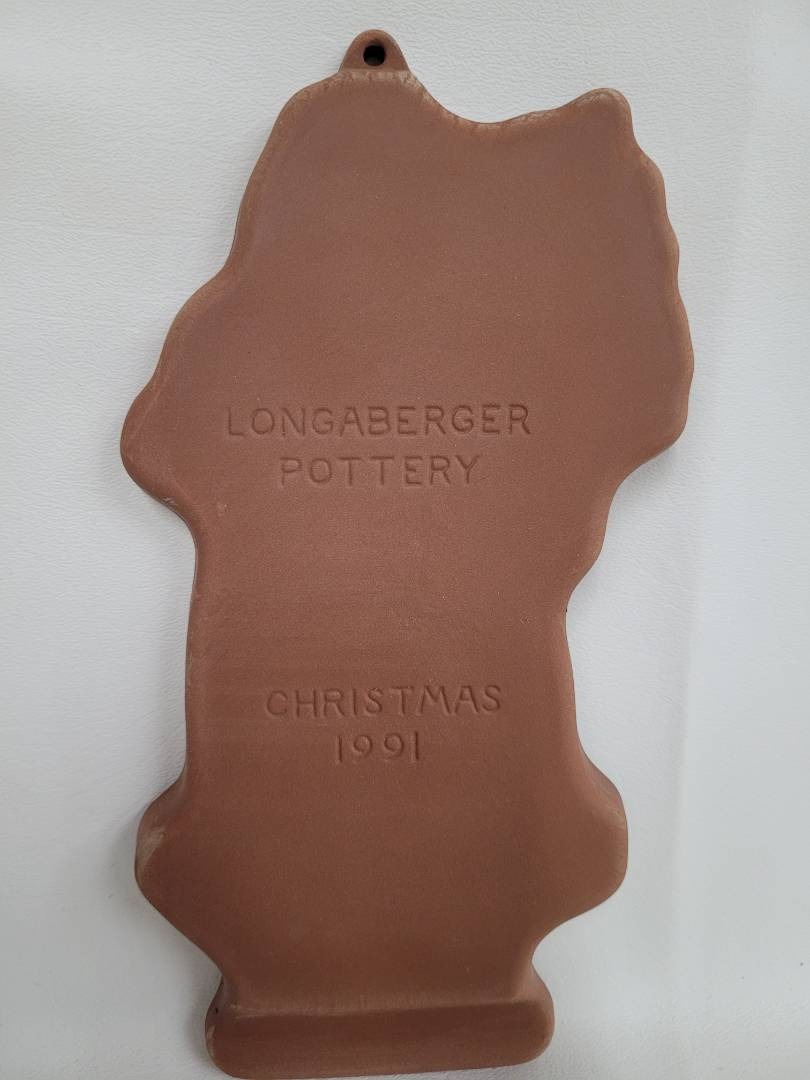 LONGABERGER
POTTERY
CHRISTMAS
1991